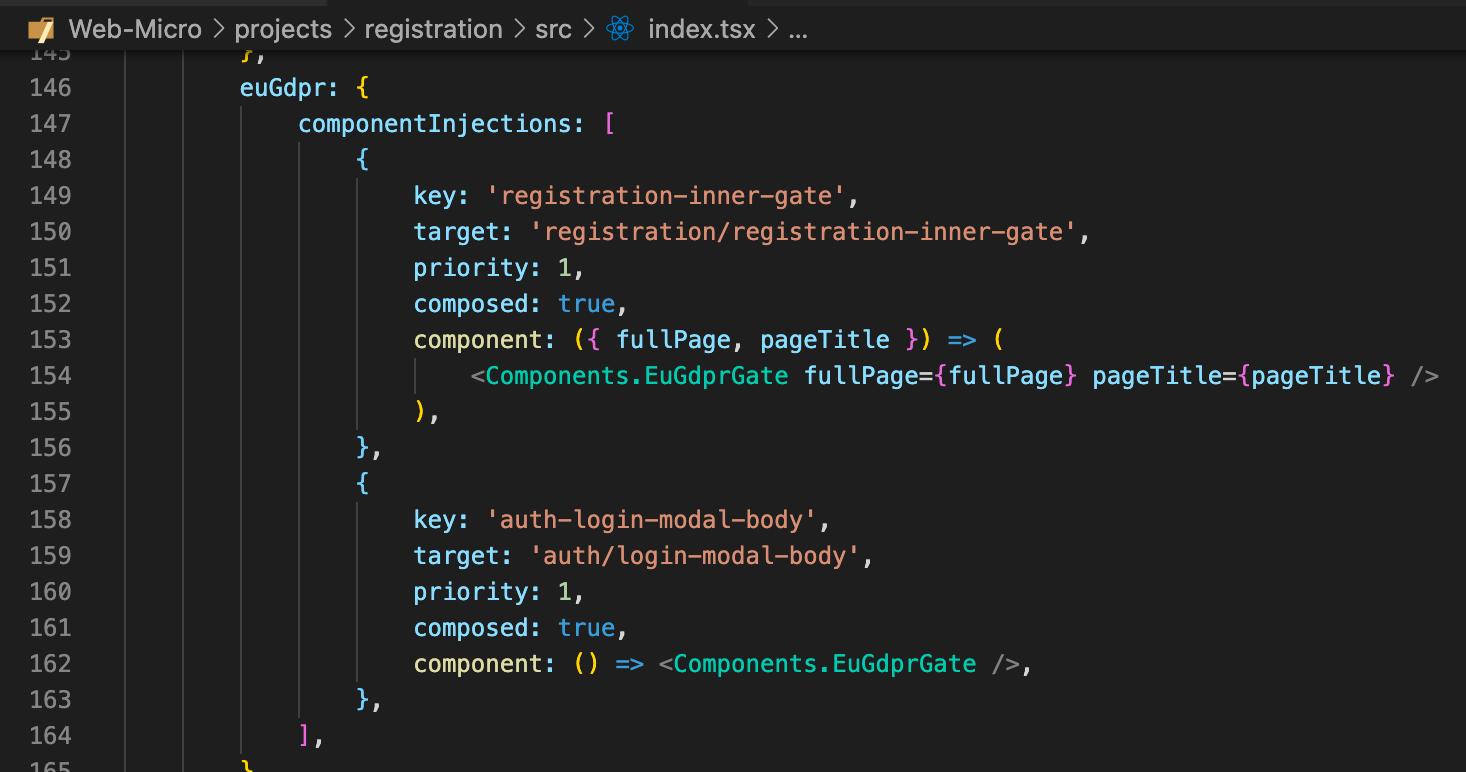 Web-Micro > projects > registration > src > index.tsx > ...
145 },
146 euGdpr: {
147 componentInjections: [
148 {
149 key: 'registration-inner-gate',
150 target: 'registration/registration-inner-gate',
151 priority: 1,
152 composed: true,
153 component: ({ fullPage, pageTitle }) => (
154 <Components.EuGdprGate fullPage={fullPage} pageTitle={pageTitle} />
155 ),
156 },
157 {
158 key: 'auth-login-modal-body',
159 target: 'auth/login-modal-body',
160 priority: 1,
161 composed: true,
162 component: () => <Components.EuGdprGate />,
163 },
164 ],
165 }